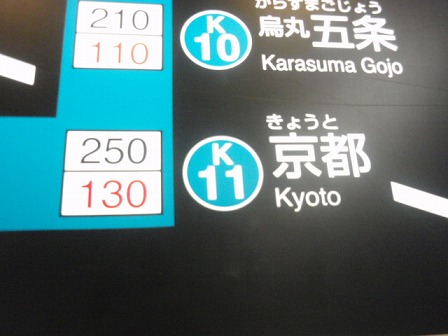 210
110
K
10
からすまごじょう
烏丸五条
Karasuma Gojo
250
130
K
11
きょうと
京都
Kyoto